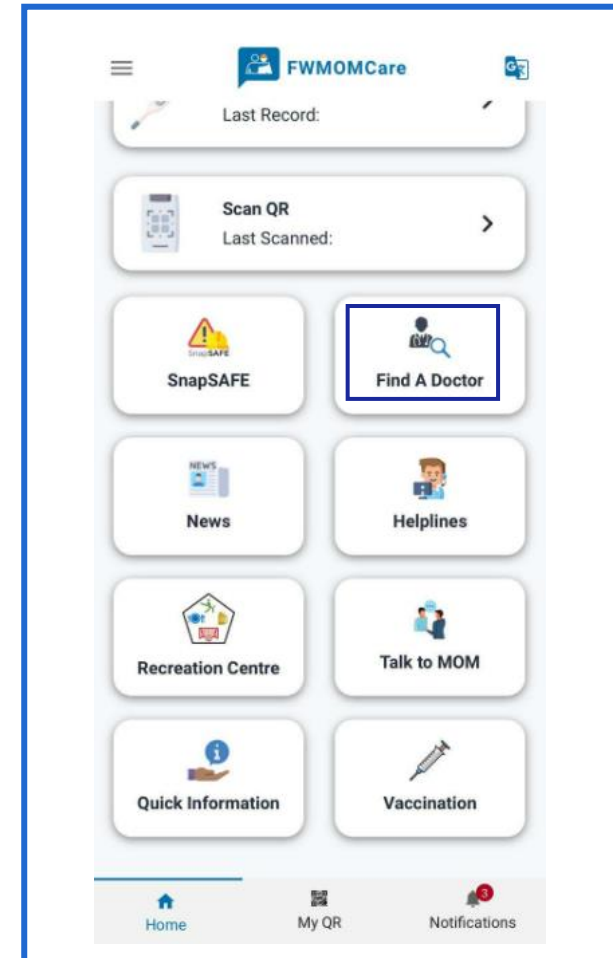 FWMOMCare
Last Record:
Scan QR
Last Scanned:
SnapSAFE
SnapSAFE
Find A Doctor
NEWS
News
Helplines
Recreation Centre
Talk to MOM
Quick Information
Vaccination
Home
My QR
3
Notifications